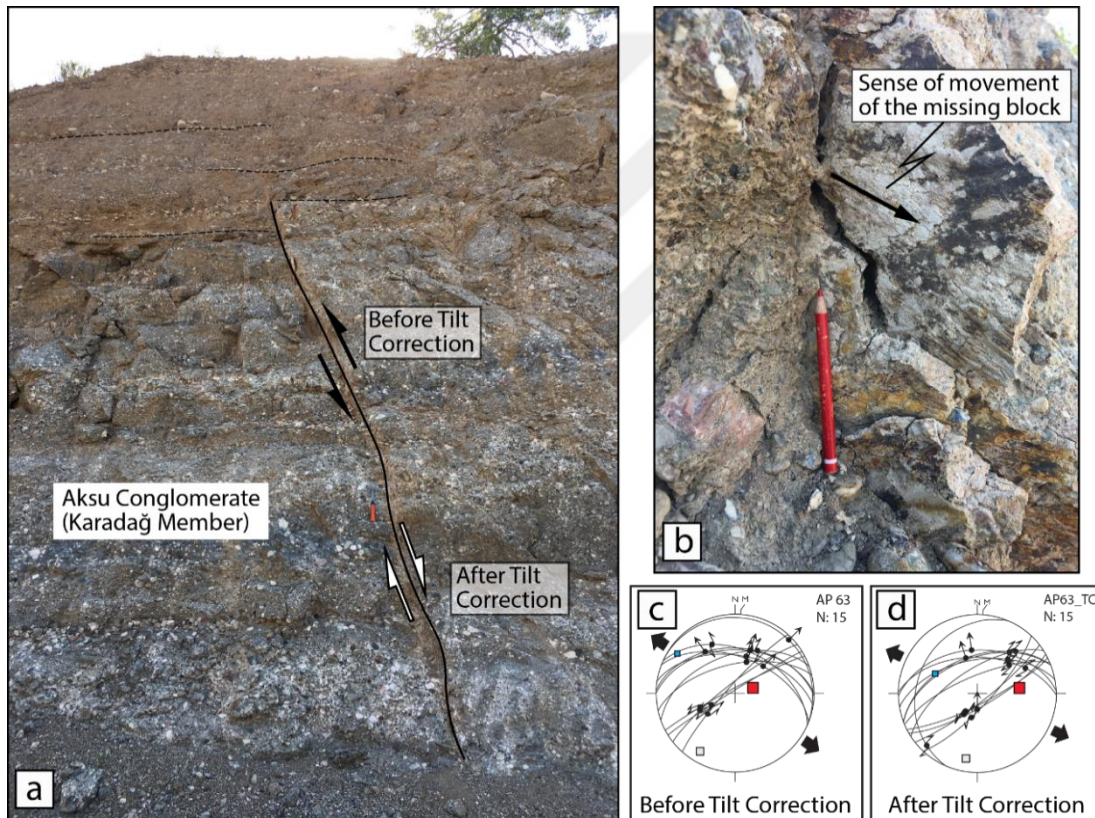 Before Tilt
Correction
Aksu Conglomerate
(Karadağ Member)
After Tilt
Correction
a
Sense of movement
of the missing block
b
c
N M
AP 63
N: 15
Before Tilt Correction
d
N M
AP63_TC
N: 15
After Tilt Correction